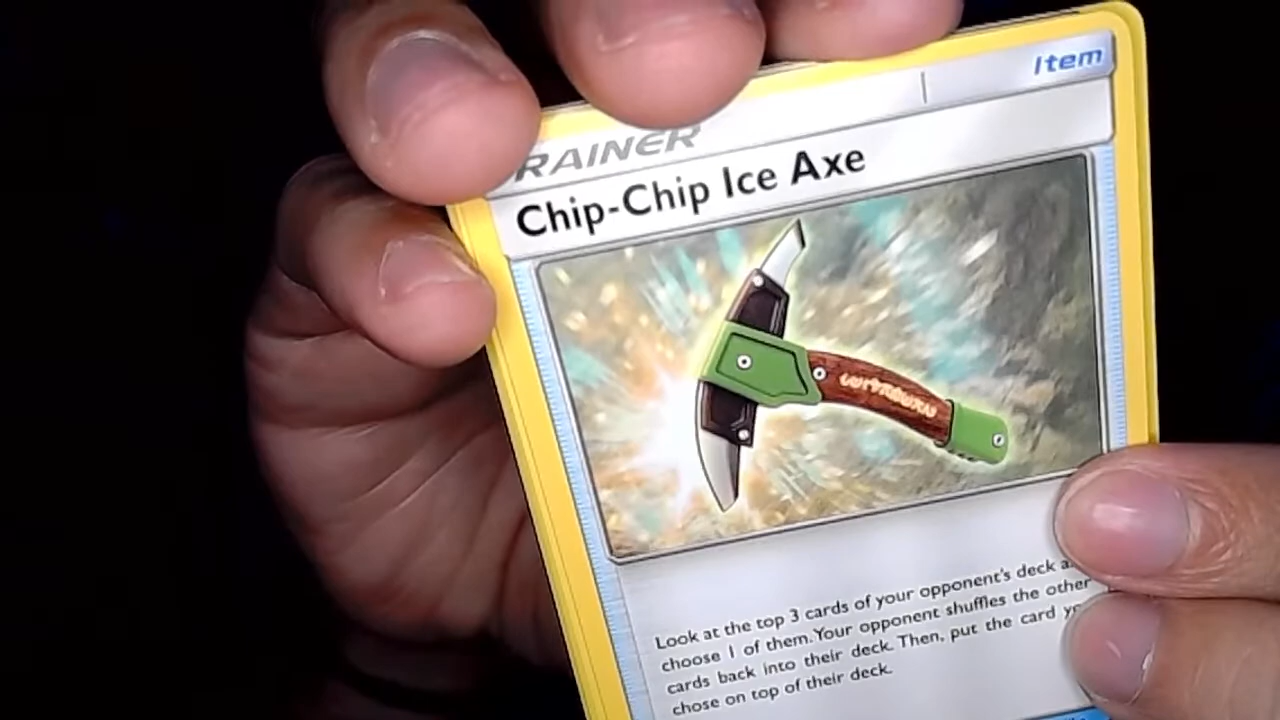 Item
RAINER
Chip-Chip Ice Axe
Look at the top 3 cards of your opponent's deck a
choose 1 of them. Your opponent shuffles the other
cards back into their deck. Then, put the card yo
chose on top of their deck.